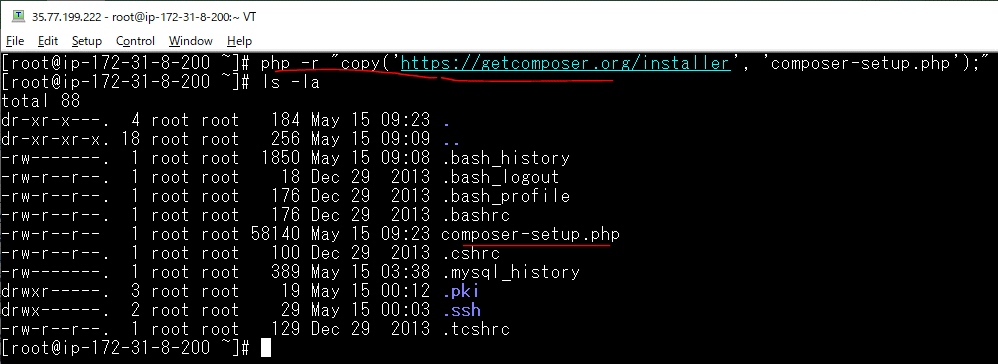 35.77.199.222 - root@ip-172-31-8-200:~ VT
File Edit Setup Control Window Help
[root@ip-172-31-8-200 ~]# php -r "copy('https://getcomposer.org/installer', 'composer-setup.php');"
[root@ip-172-31-8-200 ~]# ls -la
total 88
dr-xr-x---. 4 root root 184 May 15 09:23 .
dr-xr-xr-x. 18 root root 256 May 15 09:09 ..
-rw-------. 1 root root 1850 May 15 09:08 .bash_history
-rw-r--r--. 1 root root 18 Dec 29 2013 .bash_logout
-rw-r--r--. 1 root root 176 Dec 29 2013 .bash_profile
-rw-r--r--. 1 root root 176 Dec 29 2013 .bashrc
-rw-r--r-- 1 root root 58140 May 15 09:23 composer-setup.php
-rw-r--r--. 1 root root 100 Dec 29 2013 .cshrc
-rw-------. 1 root root 389 May 15 03:38 .mysql_history
drwxr-----. 3 root root 19 May 15 00:12 .pki
drwx------. 2 root root 29 May 15 00:03 .ssh
-rw-r--r--. 1 root root 129 Dec 29 2013 .tcshrc
[root@ip-172-31-8-200 ~]#